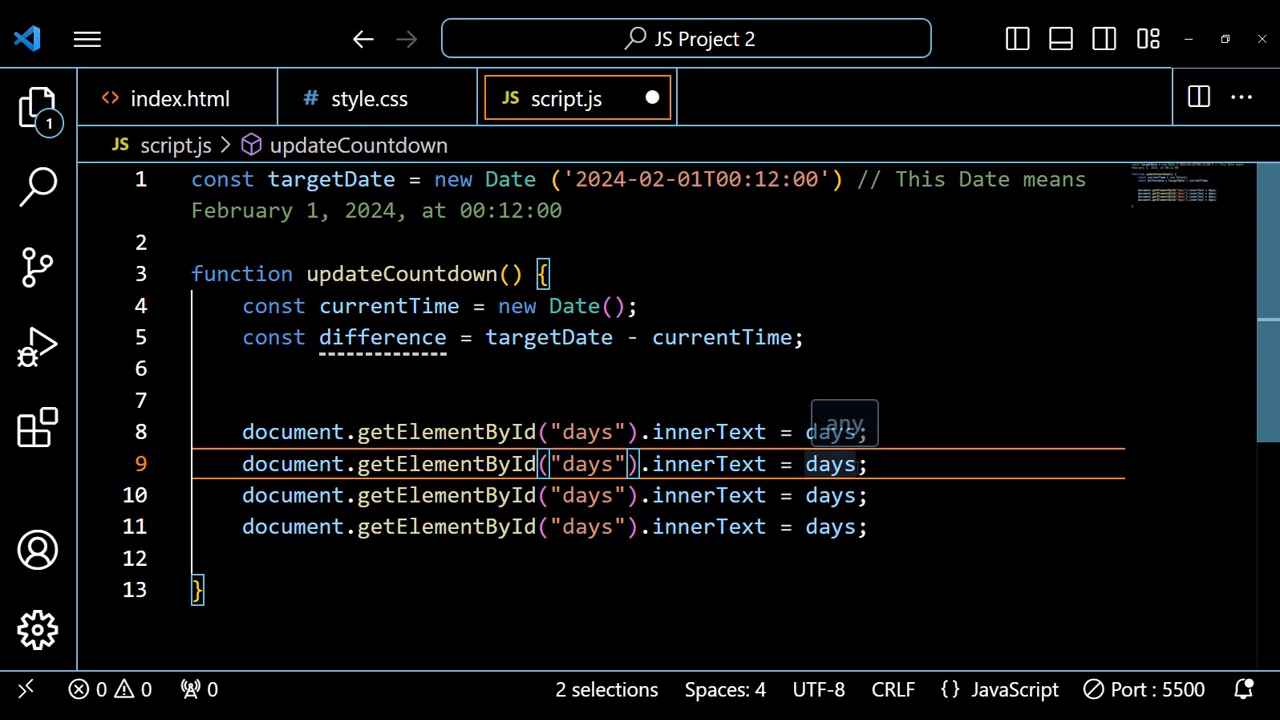 JS Project 2
index.html
# style.css
JS script.js
1
JS script.js > updateCountdown
1 const targetDate = new Date ('2024-02-01T00:12:00') // This Date means
February 1, 2024, at 00:12:00
2
3 function updateCountdown() {
4 const currentTime = new Date();
5 const difference = targetDate - currentTime;
6
7
any
8 document.getElementById("days").innerText = days;
9 document.getElementById("days").innerText = days;
10 document.getElementById("days").innerText = days;
11 document.getElementById("days").innerText = days;
12
13 }
0 0 0 2 selections Spaces: 4 UTF-8 CRLF {} JavaScript Port : 5500